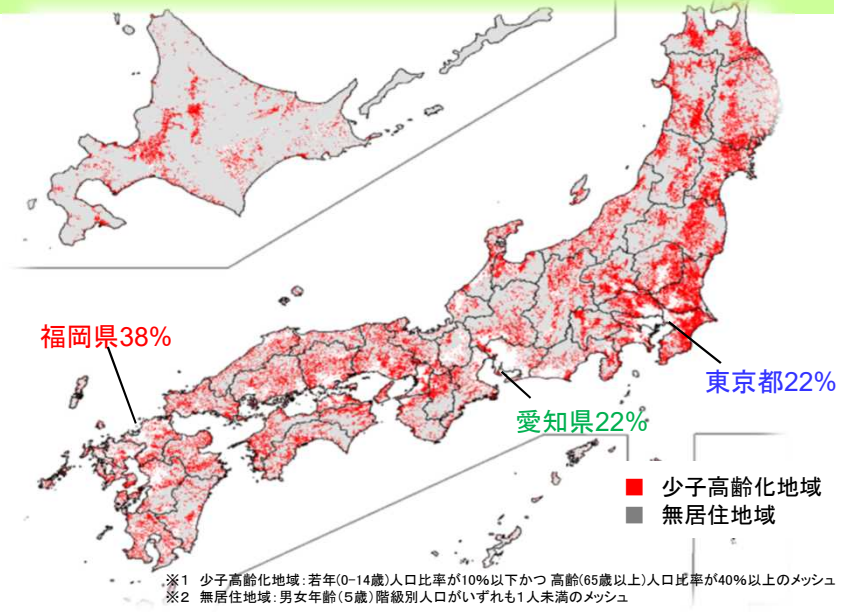 福岡県38%
東京都22%
愛知県22%
少子高齢化地域
無居住地域
※1 少子高齢化地域:若年(0-14歳)人口比率が10%以下かつ 高齢(65歳以上)人口比率が40%以上のメッシュ
※2 無居住地域:男女年齢(5歳)階級別人口がいずれも1人未満のメッシュ